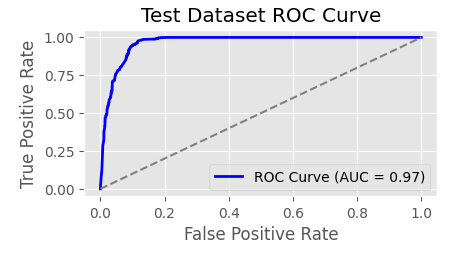 Test Dataset ROC Curve
True Positive Rate
1.00
0.75
0.50
0.25
0.00
ROC Curve (AUC = 0.97)
0.0 0.2 0.4 0.6 0.8 1.0
False Positive Rate